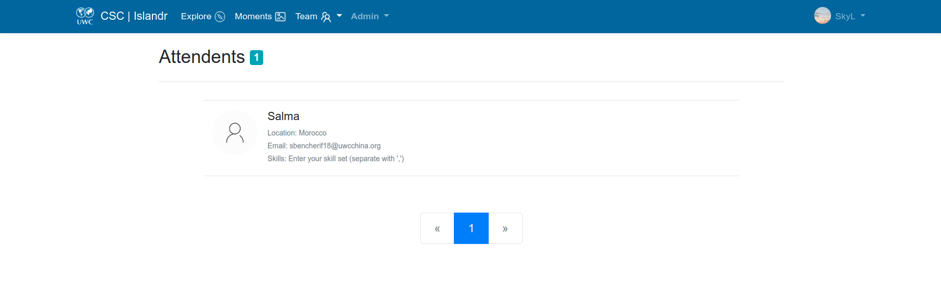 UWC CSC | Islandr Explore Moments Team Admin SkyL
Attendents 1
Salma
Location: Morocco
Email: sbencherif18@uwcchina.org
Skills: Enter your skill set (separate with ',')
« 1 »